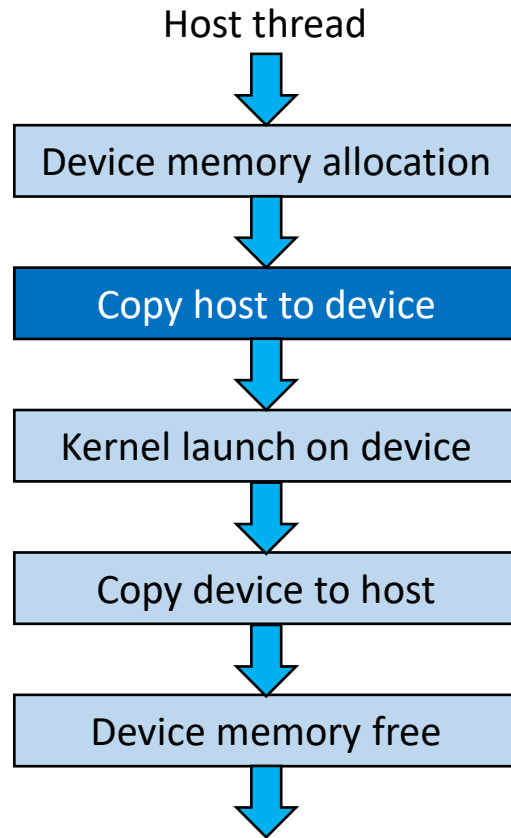 Host thread
Device memory allocation
Copy host to device
Kernel launch on device
Copy device to host
Device memory free